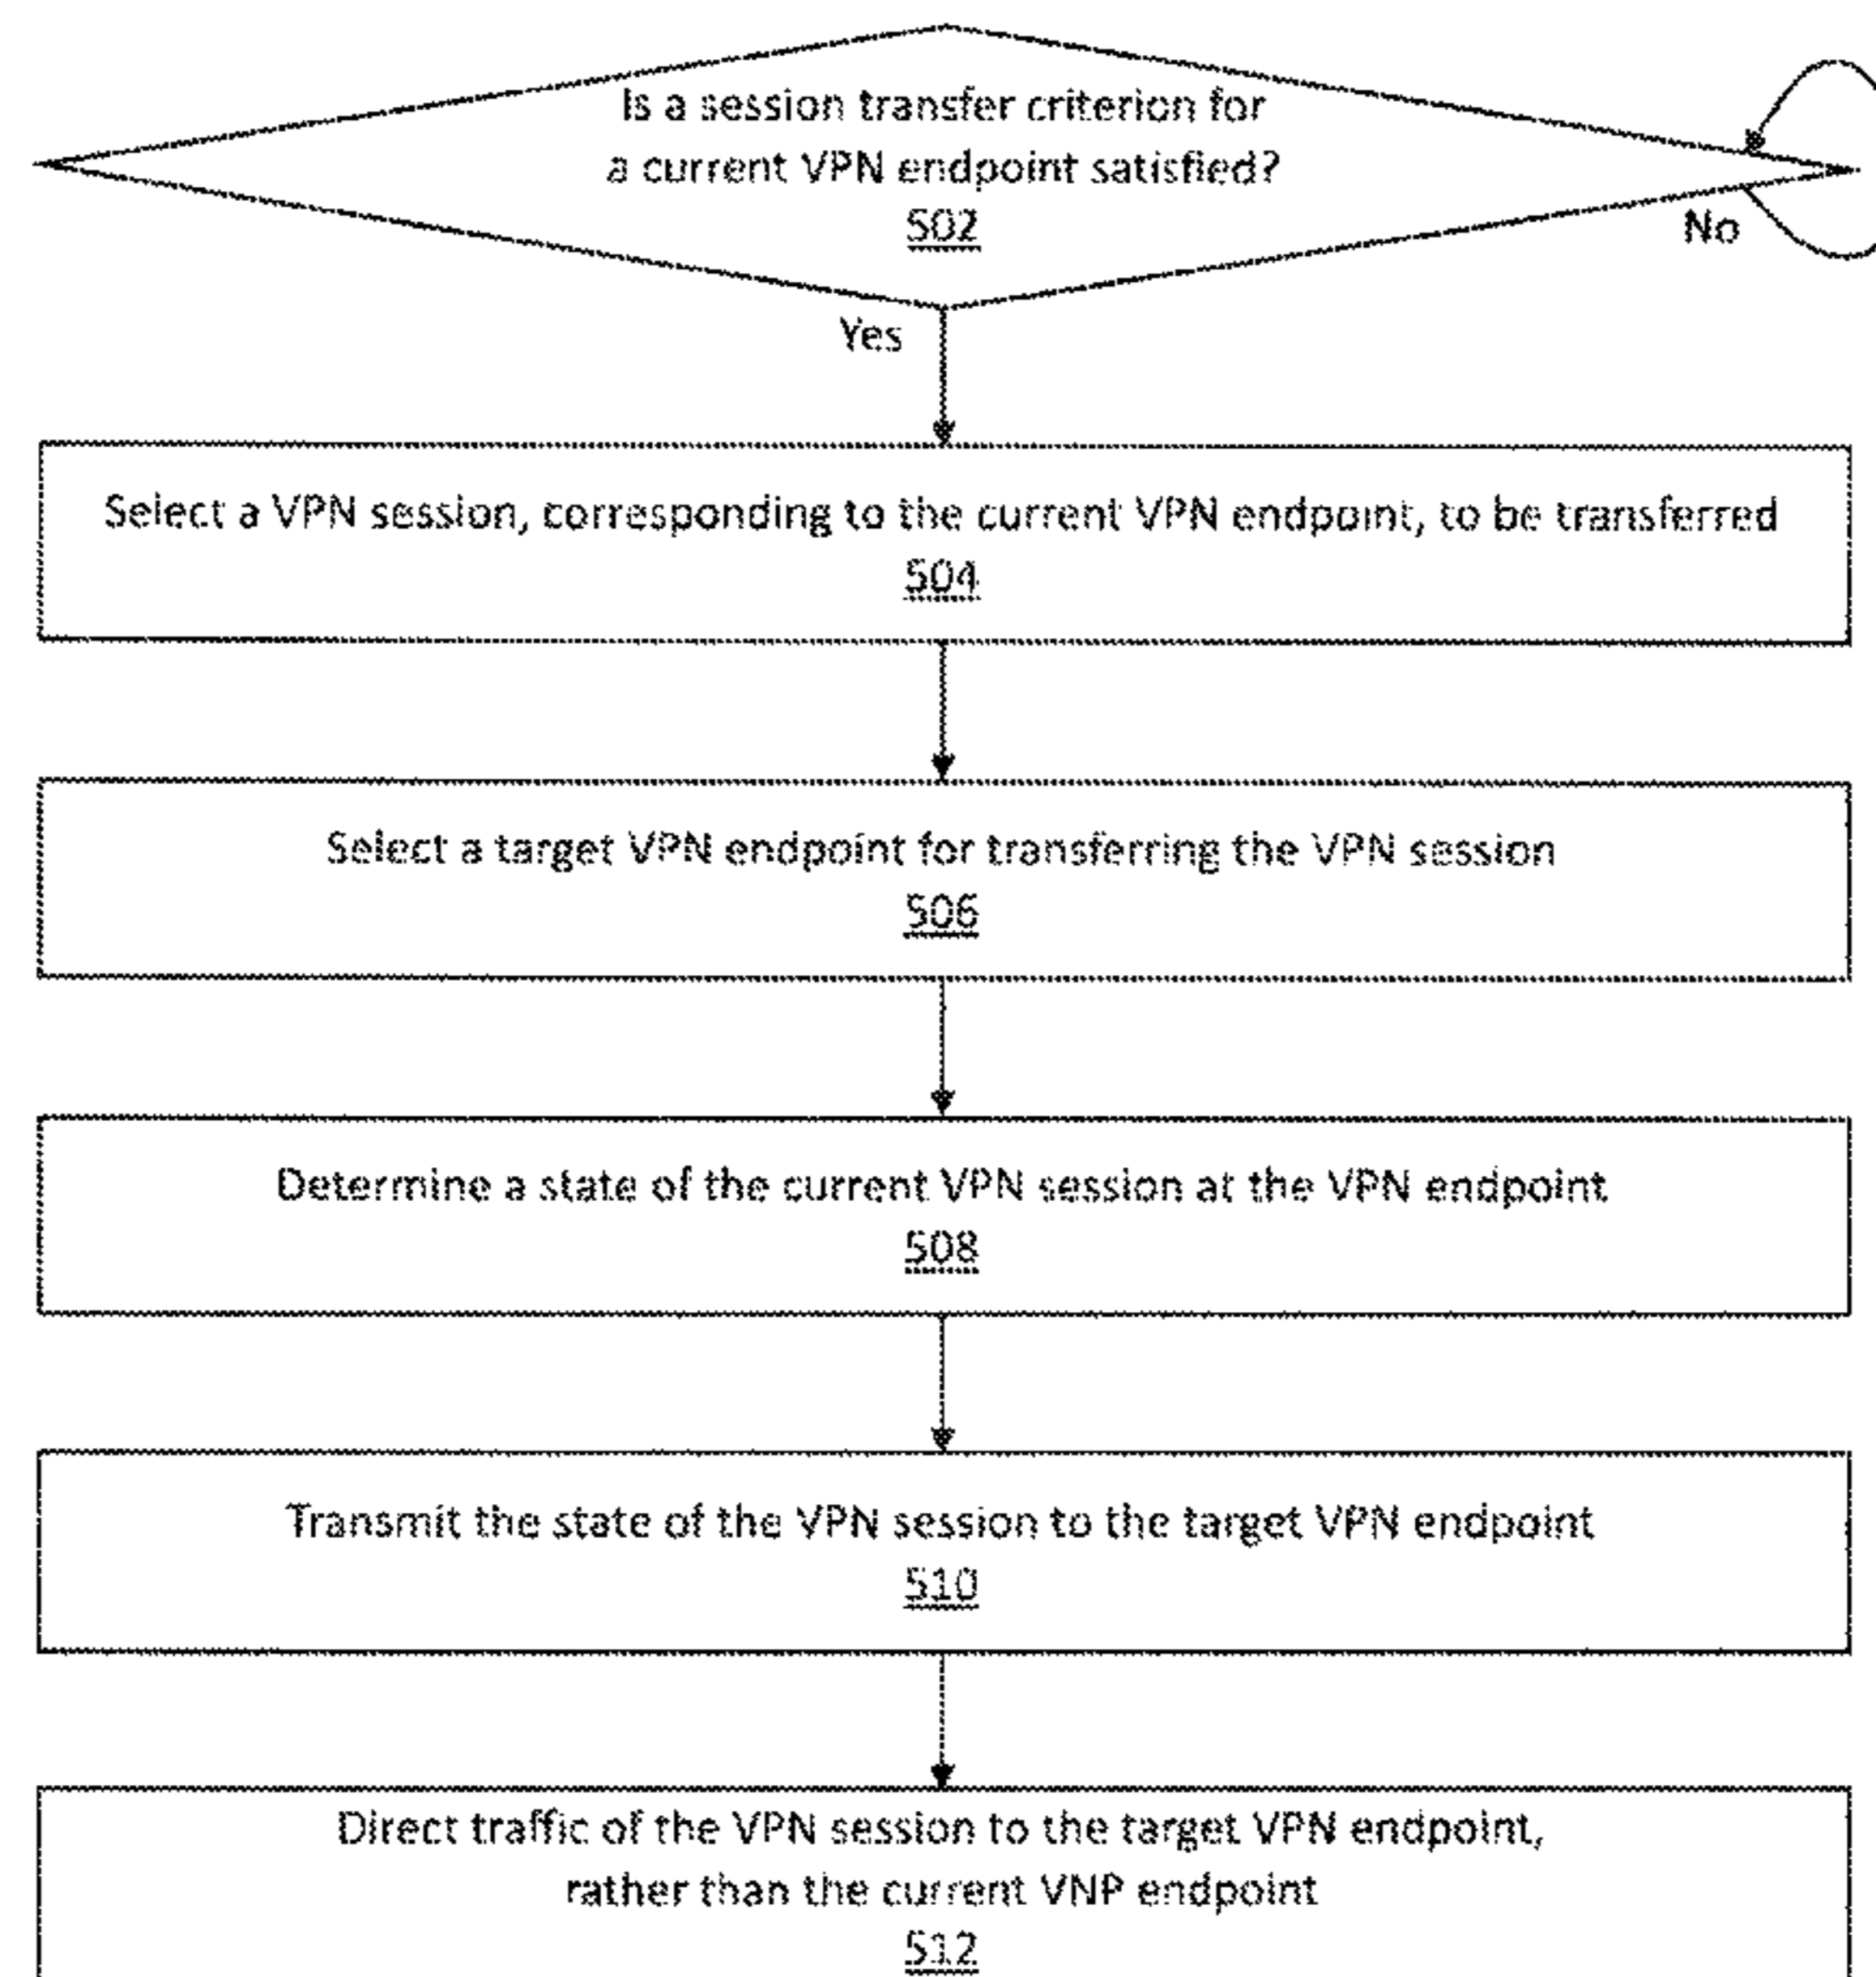 Is a session transfer criterion for
a current VPN endpoint satisfied?
502
No
Yes
Select a VPN session, corresponding to the current VPN endpoint, to be transferred
504
Select a target VPN endpoint for transferring the VPN session
506
Determine a state of the current VPN session at the VPN endpoint
508
Transmit the state of the VPN session to the target VPN endpoint
510
Direct traffic of the VPN session to the target VPN endpoint,
rather than the current VNP endpoint
512